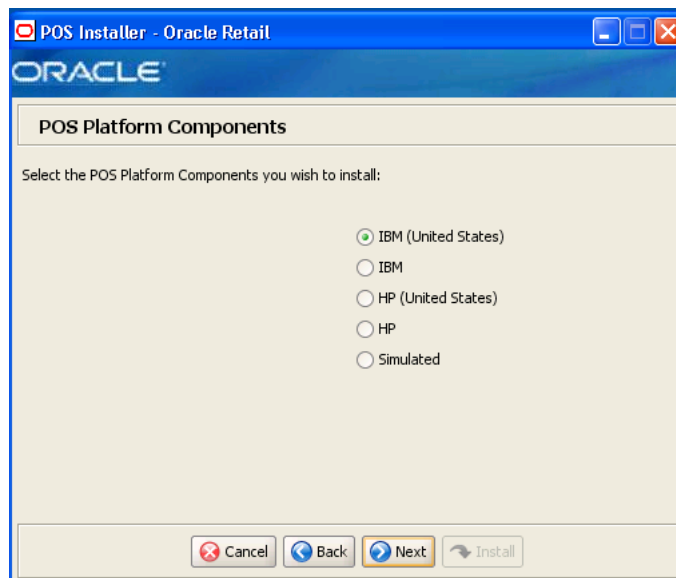 POS Installer - Oracle Retail
ORACLE
POS Platform Components
Select the POS Platform Components you wish to install:
IBM (United States)
IBM
HP (United States)
HP
Simulated
Cancel Back Next Install